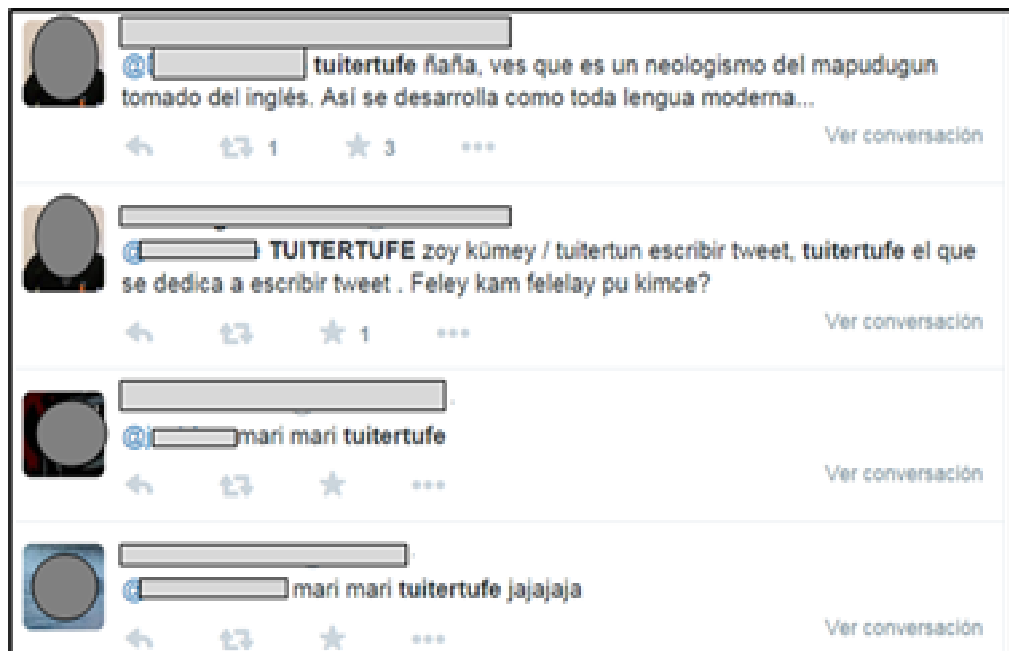 @ tuitertufe ñaña, ves que es un neologismo del mapudugun
tomado del inglés. Así se desarrolla como toda lengua moderna...
1 3 Ver conversación
@ TUITERTUFE zoy kümey / tuitertun escribir tweet, tuitertufe el que
se dedica a escribir tweet . Feley kam felelay pu kimce?
1 Ver conversación
@ mari mari tuitertufe
Ver conversación
@ mari mari tuitertufe jajajaja
Ver conversación